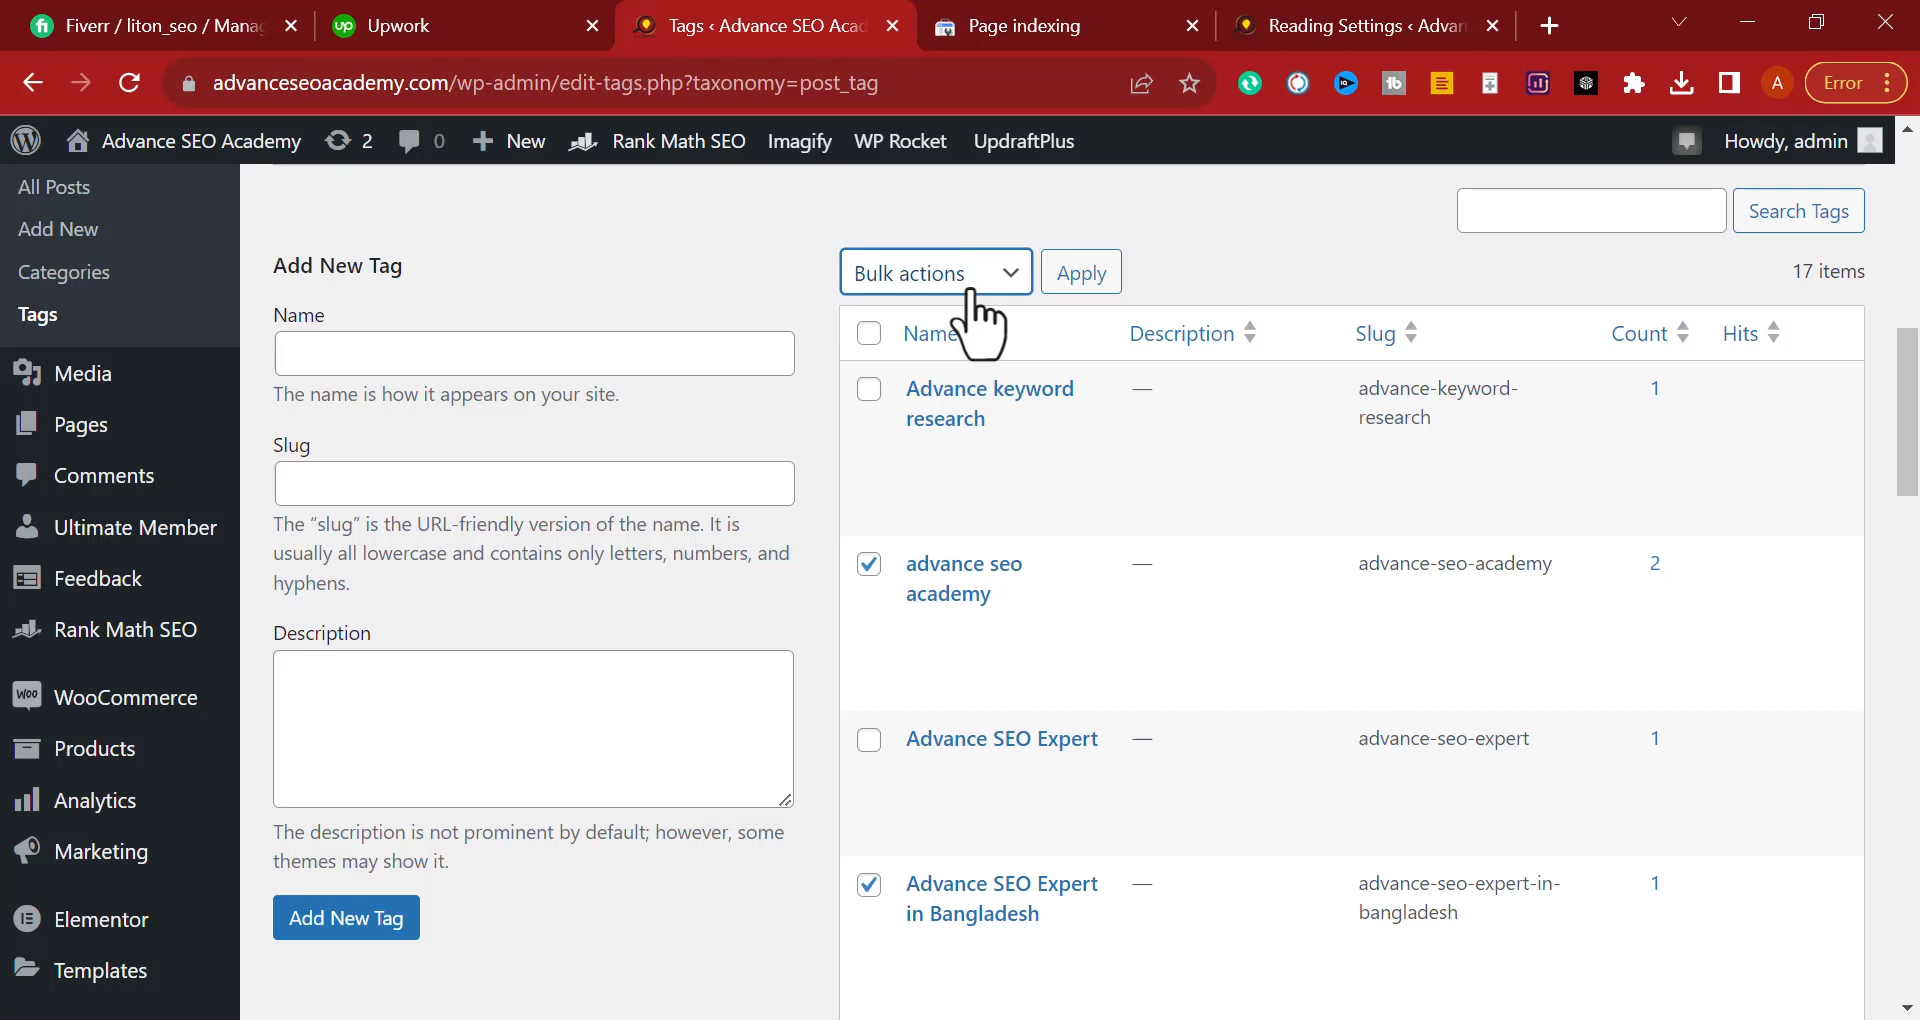 Fiverr / liton_seo / Manag
Upwork
Tags ‹ Advance SEO Acad
Page indexing
Reading Settings ‹ Advan
advanceseoacademy.com/wp-admin/edit-tags.php?taxonomy=post_tag
A
Error
Advance SEO Academy
2
0
New
Rank Math SEO
Imagify
WP Rocket
UpdraftPlus
Howdy, admin
All Posts
Add New
Categories
Tags
Media
Pages
Comments
Ultimate Member
Feedback
Rank Math SEO
WooCommerce
Products
Analytics
Marketing
Elementor
Templates
Search Tags
Add New Tag
Name
The name is how it appears on your site.
Slug
The “slug” is the URL-friendly version of the name. It is
usually all lowercase and contains only letters, numbers, and
hyphens.
Description
The description is not prominent by default; however, some
themes may show it.
Add New Tag
Bulk actions
Apply
17 items
Name
Description
Slug
Count
Hits
Advance keyword
research
—
advance-keyword-
research
1
advance seo
academy
—
advance-seo-academy
2
Advance SEO Expert
—
advance-seo-expert
1
Advance SEO Expert
in Bangladesh
—
advance-seo-expert-in-
bangladesh
1